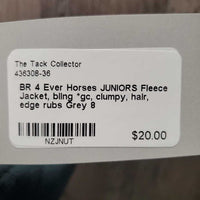 The Tack Collector
436308-36
BR 4 Ever Horses JUNIORS Fleece
Jacket, bling *gc, clumpy, hair,
edge rubs Grey 8
$20.00
NZJNUT